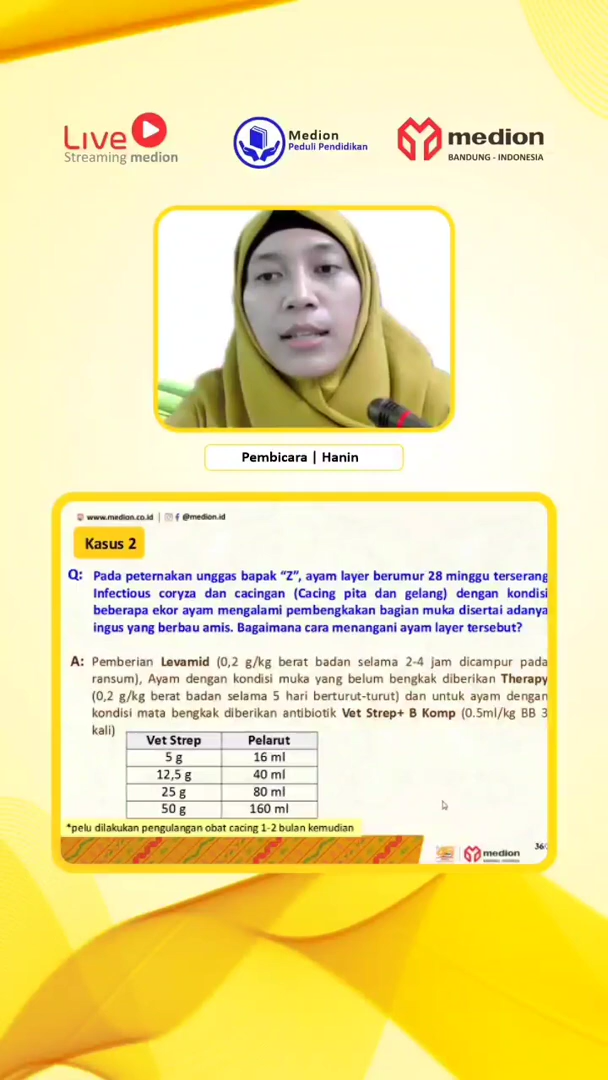 LIVE
Streaming medion
Medion
Peduli Pendidikan
medion
BANDUNG - INDONESIA
Pembicara | Hanin
www.medion.co.id | @medion.id
Kasus 2
Q: Pada peternakan unggas bapak “Z”, ayam layer berumur 28 minggu terserang
Infectious coryza dan cacingan (Cacing pita dan gelang) dengan kondisi
beberapa ekor ayam mengalami pembengkakan bagian muka disertai adanya
ingus yang berbau amis. Bagaimana cara menangani ayam layer tersebut?
A: Pemberian Levamid (0,2 g/kg berat badan selama 2-4 jam dicampur pada
ransum), Ayam dengan kondisi muka yang belum bengkak diberikan Therapy
(0,2 g/kg berat badan selama 5 hari berturut-turut) dan untuk ayam dengan
kondisi mata bengkak diberikan antibiotik Vet Strep+ B Komp (0.5ml/kg BB 3
kali)
Vet Strep Pelarut
5 g 16 ml
12,5 g 40 ml
25 g 80 ml
50 g 160 ml
*pelu dilakukan pengulangan obat cacing 1-2 bulan kemudian
medion
36